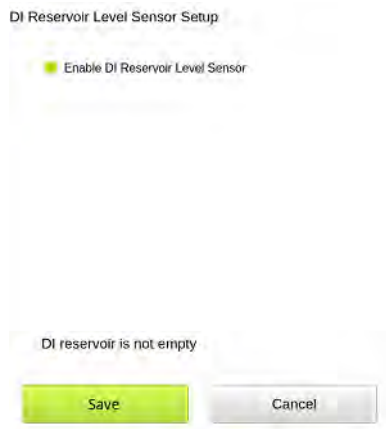 DI Reservoir Level Sensor Setup
Enable DI Reservoir Level Sensor
DI reservoir is not empty
Save
Cancel